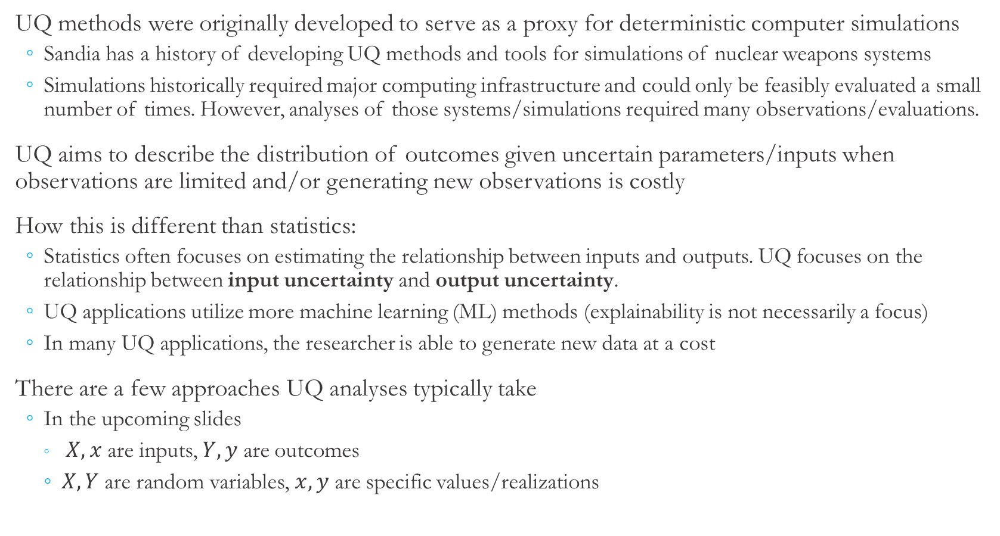 UQ methods were originally developed to serve as a proxy for deterministic computer simulations
◦ Sandia has a history of developing UQ methods and tools for simulations of nuclear weapons systems
◦ Simulations historically required major computing infrastructure and could only be feasibly evaluated a small
number of times. However, analyses of those systems/simulations required many observations/evaluations.
UQ aims to describe the distribution of outcomes given uncertain parameters/inputs when
observations are limited and/or generating new observations is costly
How this is different than statistics:
◦ Statistics often focuses on estimating the relationship between inputs and outputs. UQ focuses on the
relationship between input uncertainty and output uncertainty.
◦ UQ applications utilize more machine learning (ML) methods (explainability is not necessarily a focus)
◦ In many UQ applications, the researcher is able to generate new data at a cost
There are a few approaches UQ analyses typically take
◦ In the upcoming slides
◦ X, x are inputs, Y, y are outcomes
◦ X, Y are random variables, x, y are specific values/realizations